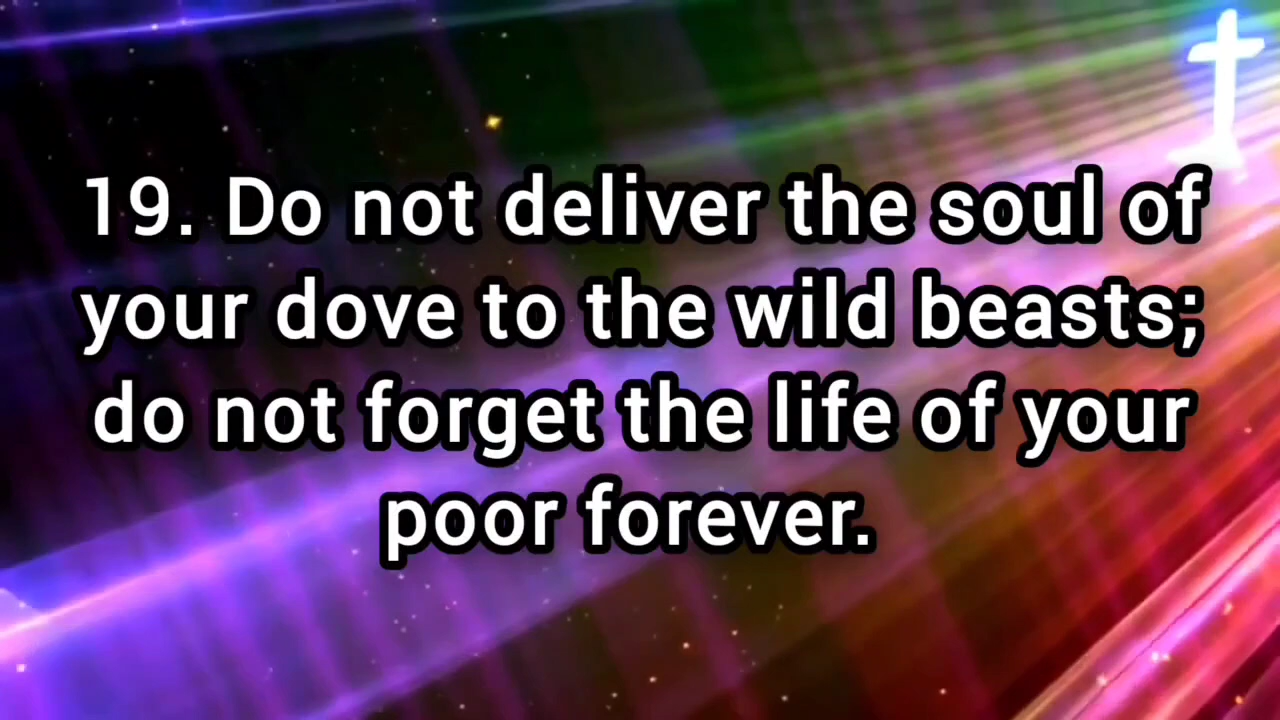 19. Do not deliver the soul of
your dove to the wild beasts;
do not forget the life of your
poor forever.